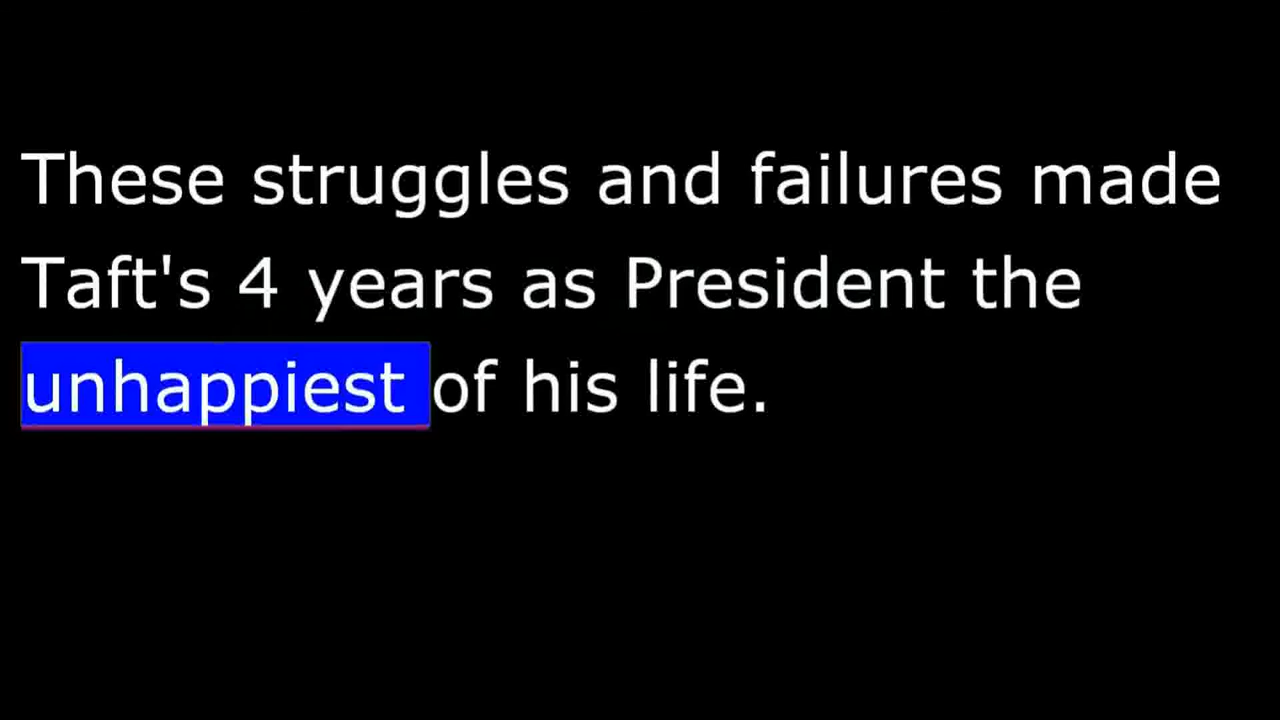 These struggles and failures made
Taft's 4 years as President the
unhappiest of his life.